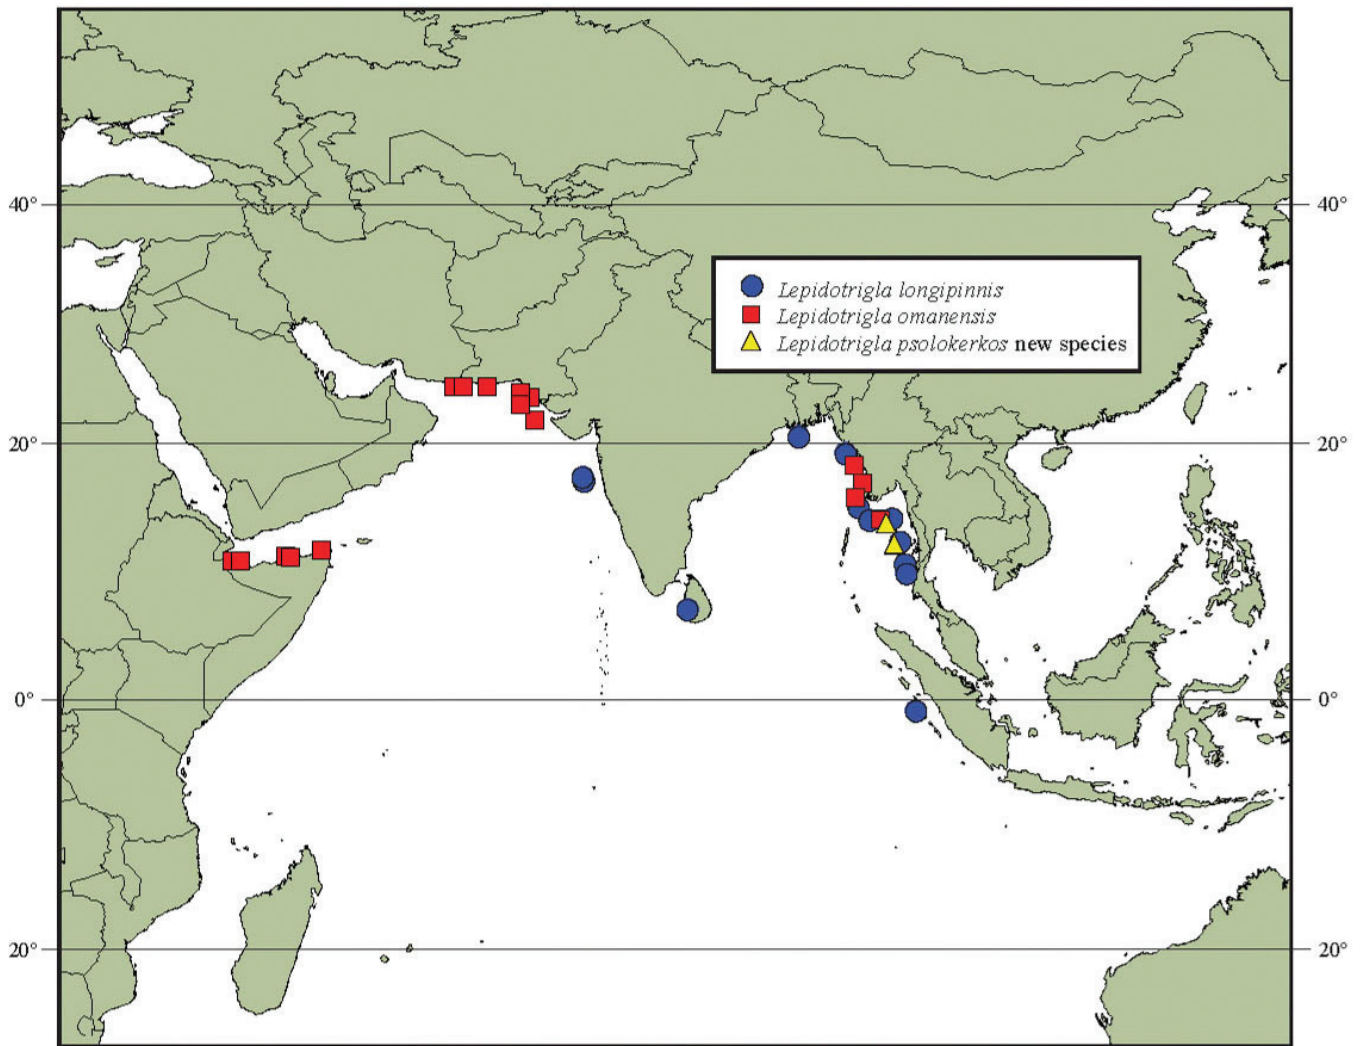 40° 40°
Lepidotrigla longipinnis
Lepidotrigla omanensis
Lepidotrigla psolokerkos new species
20° 20°
0° 0°
20° 20°